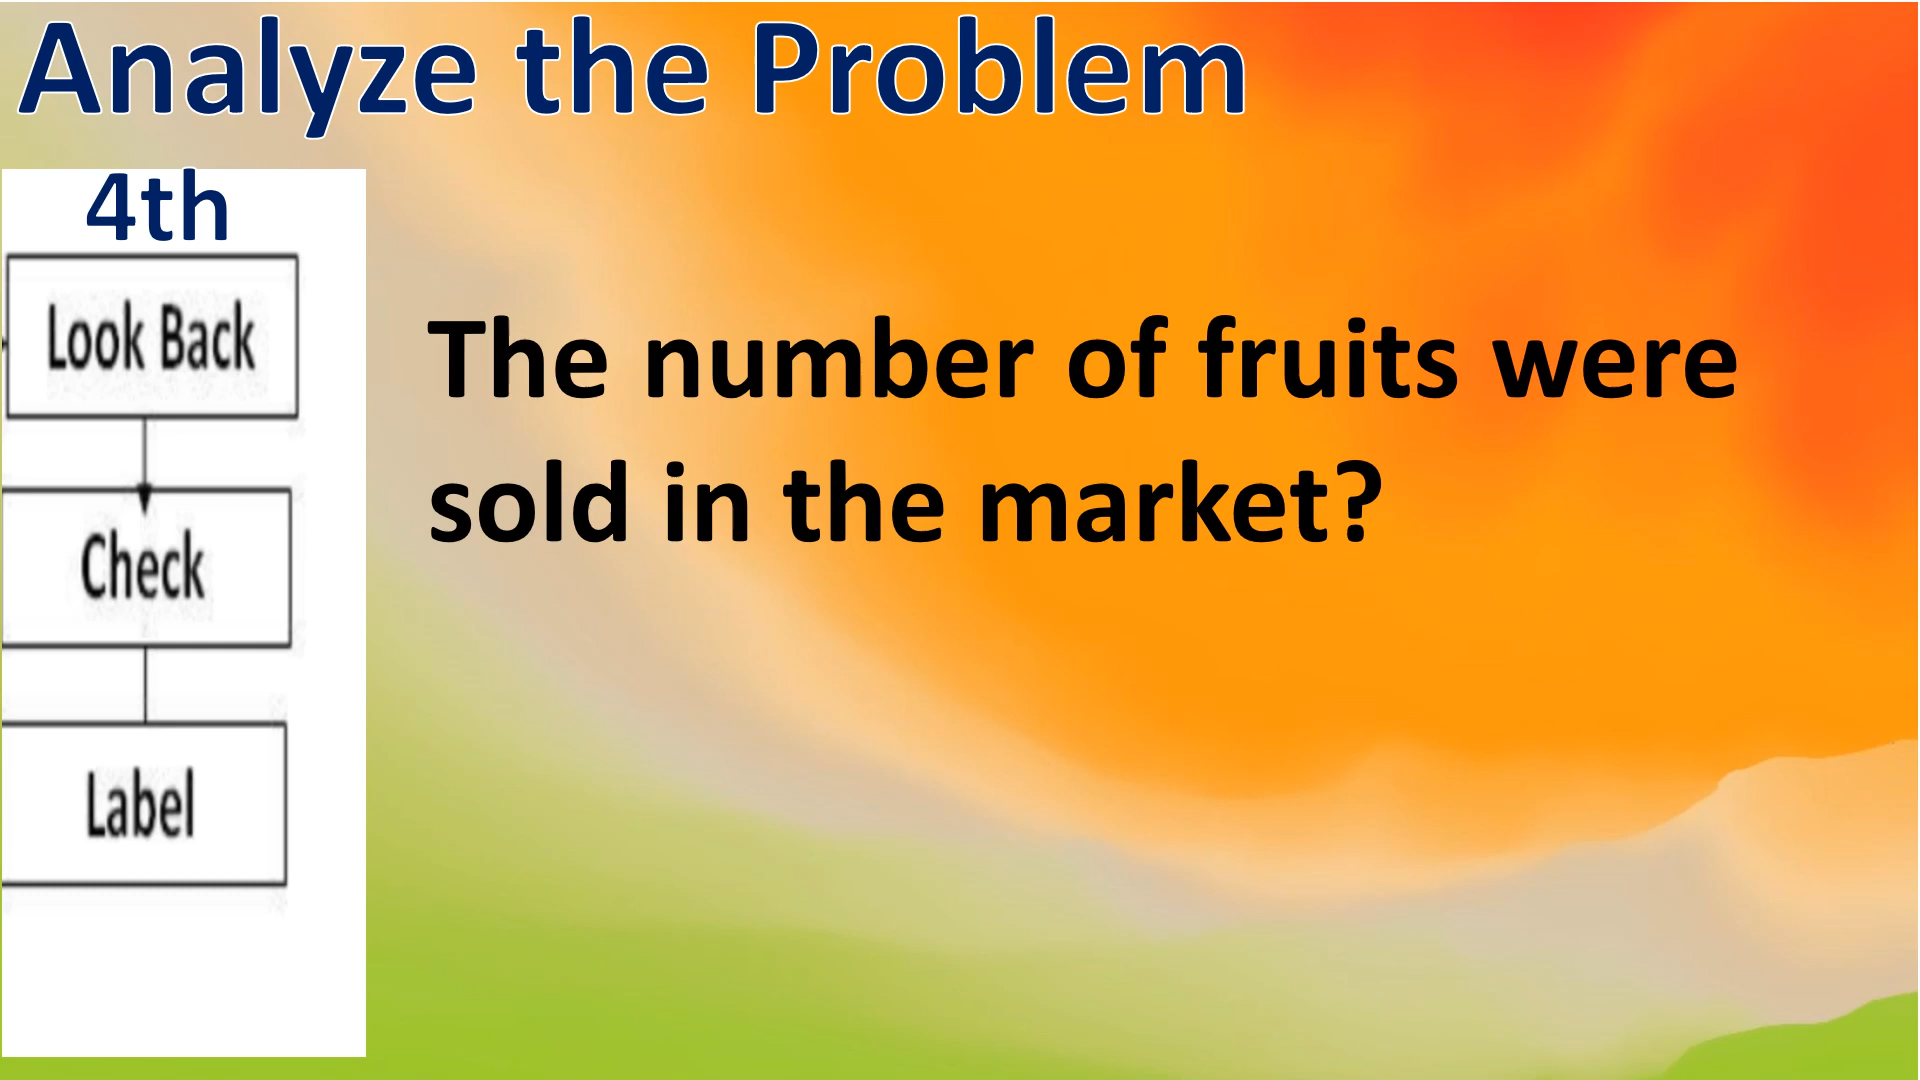 Analyze the Problem
4th
Look Back
Check
Label
The number of fruits were
sold in the market?